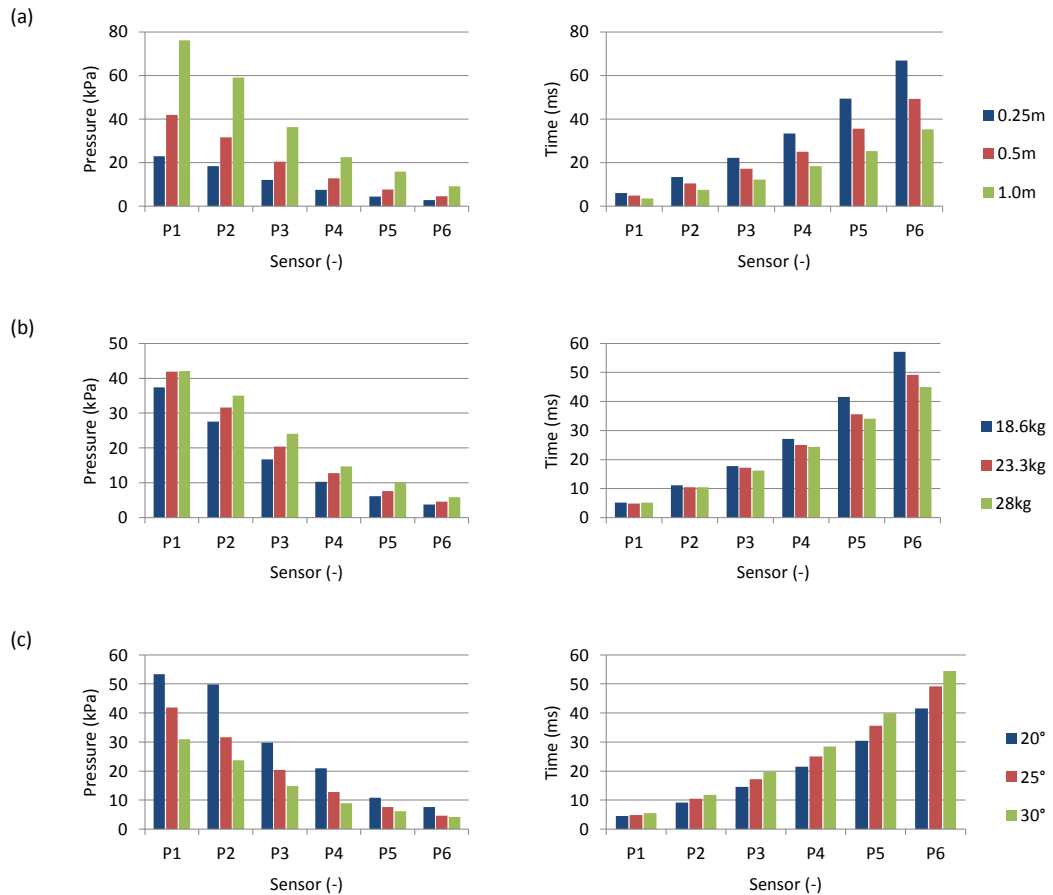 (a)
Pressure (kPa)
80
60
40
20
0
P1 P2 P3 P4 P5 P6
Sensor (-)
Time (ms)
80
60
40
20
0
P1 P2 P3 P4 P5 P6
Sensor (-)
0.25m
0.5m
1.0m
(b)
Pressure (kPa)
50
40
30
20
10
0
P1 P2 P3 P4 P5 P6
Sensor (-)
Time (ms)
60
50
40
30
20
10
0
P1 P2 P3 P4 P5 P6
Sensor (-)
18.6kg
23.3kg
28kg
(c)
Pressure (kPa)
60
50
40
30
20
10
0
P1 P2 P3 P4 P5 P6
Sensor (-)
Time (ms)
60
50
40
30
20
10
0
P1 P2 P3 P4 P5 P6
Sensor (-)
20°
25°
30°